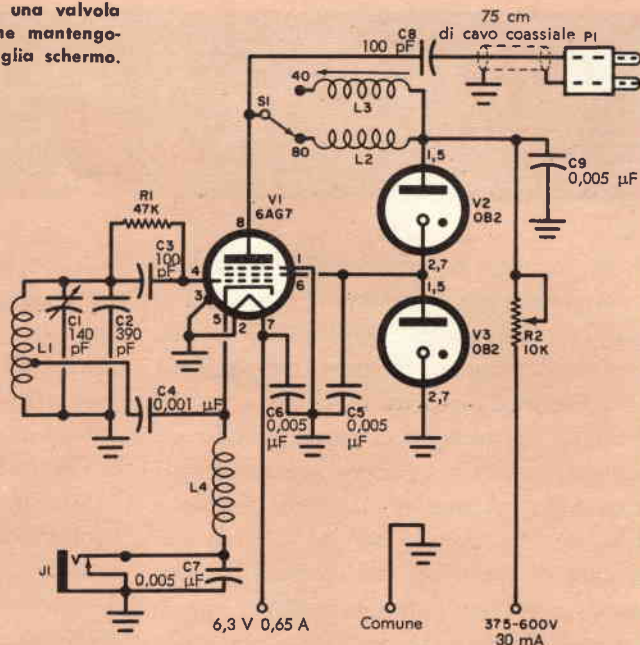 una valvola
ne mantengo-
glia schermo.
C8
100 pF
75 cm
di cavo coassiale P1
40
L3
S1
80
L2
C9
0,005 µF
1,5
V2
OB2
2,7
R1
47K
V1
6AG7
8
C3
100
pF
4
1
6
3
5
2
7
C1
140
pF
C2
390
pF
L1
C4
0,001 µF
1,5
V3
OB2
2,7
R2
10K
C6
0,005
µF
C5
0,005
µF
L4
J1
C7
0,005 µF
6,3 V 0,65 A
Comune
375-600V
30 mA